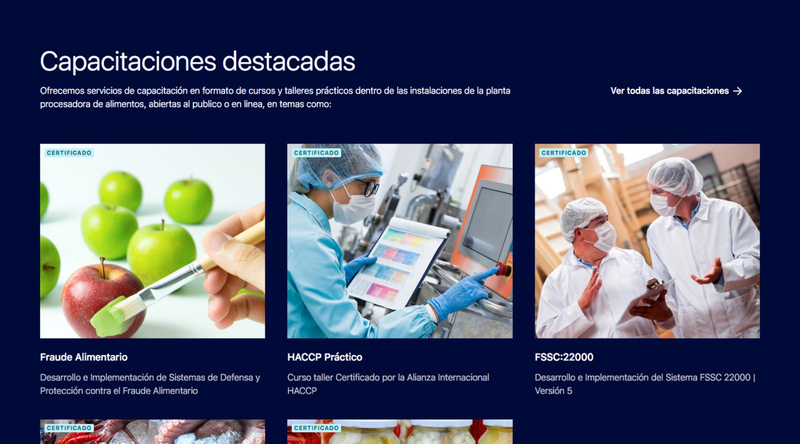 Capacitaciones destacadas
Ofrecemos servicios de capacitación en formato de cursos y talleres prácticos dentro de las instalaciones de la planta
procesadora de alimentos, abiertas al publico o en linea, en temas como:
Ver todas las capacitaciones →
CERTIFICADO
CERTIFICADO
CERTIFICADO
Fraude Alimentario
Desarrollo e Implementación de Sistemas de Defensa y
Protección contra el Fraude Alimentario
HACCP Práctico
Curso taller Certificado por la Alianza Internacional
HACCP
FSSC:22000
Desarrollo e Implementación del Sistema FSSC 22000 |
Versión 5
CERTIFICADO
CERTIFICADO